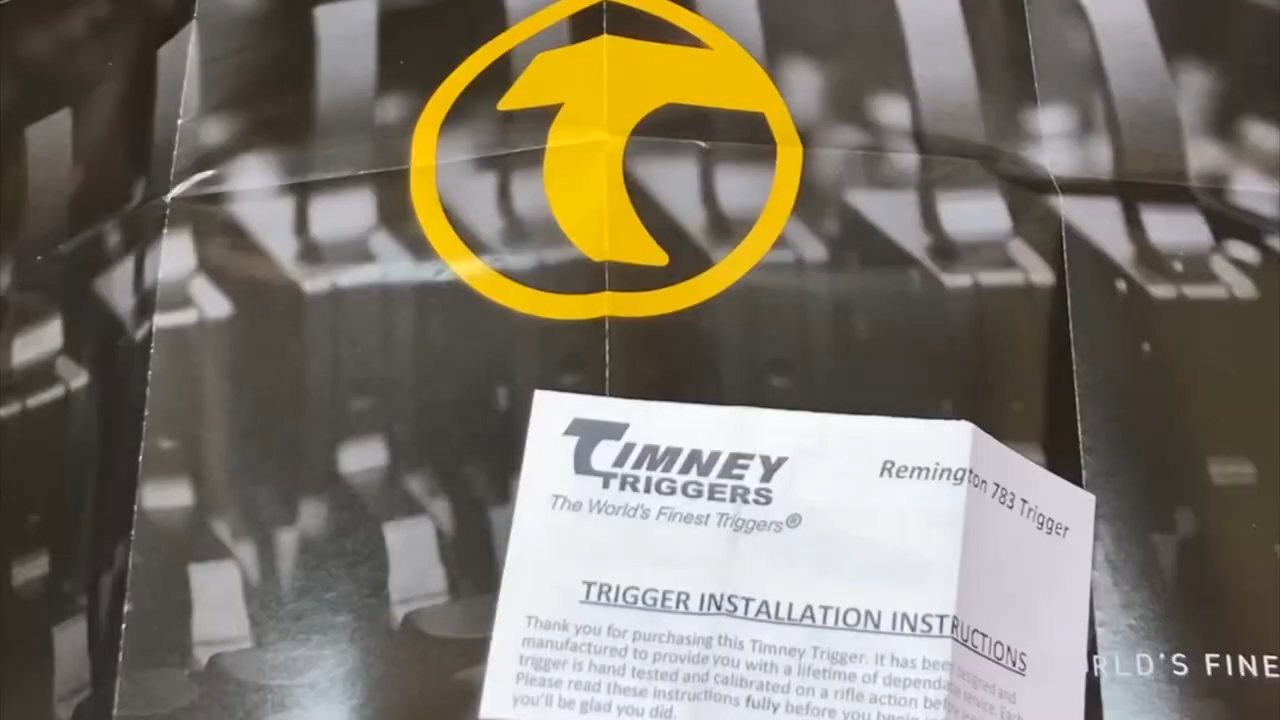 TIMNEY
TRIGGERS
The World's Finest Triggers®
Remington 783 Trigger
TRIGGER INSTALLATION INSTRUCTIONS
Thank you for purchasing this Timney Trigger. It has been designed and
manufactured to provide you with a lifetime of dependable service. Each
trigger is hand tested and calibrated on a rifle action before
Please read these instructions fully before you begin
you'll be glad you did.
RLD'S FINE